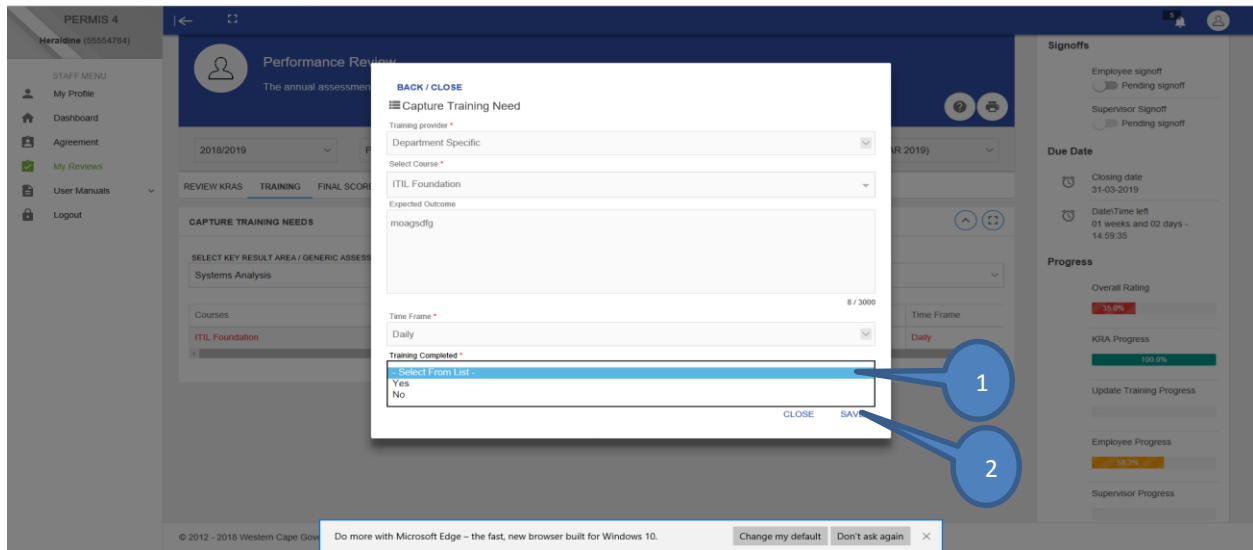 PERMIS 4
Heraldine (55554784)
STAFF MENU
My Profile
Dashboard
Agreement
My Reviews
User Manuals
Logout
5
Performance Review
The annual assessmen
2018/2019
AR 2019)
REVIEW KRAS TRAINING FINAL SCORE
CAPTURE TRAINING NEEDS
SELECT KEY RESULT AREA / GENERIC ASSESS
Systems Analysis
Courses
Time Frame
ITIL Foundation
Daily
BACK / CLOSE
Capture Training Need
Training provider *
Department Specific
Select Course *
ITIL Foundation
Expected Outcome
moagsdfg
8 / 3000
Time Frame *
Daily
Training Completed *
- Select From List -
Yes
No
CLOSE SAVE
1
2
Signoffs
Employee signoff
Pending signoff
Supervisor Signoff
Pending signoff
Due Date
Closing date
31-03-2019
Date\Time left
01 weeks and 02 days -
14:59:35
Progress
Overall Rating
35.0%
KRA Progress
100.0%
Update Training Progress
Employee Progress
Supervisor Progress
© 2012 - 2018 Western Cape Gove
Do more with Microsoft Edge – the fast, new browser built for Windows 10.
Change my default
Don't ask again